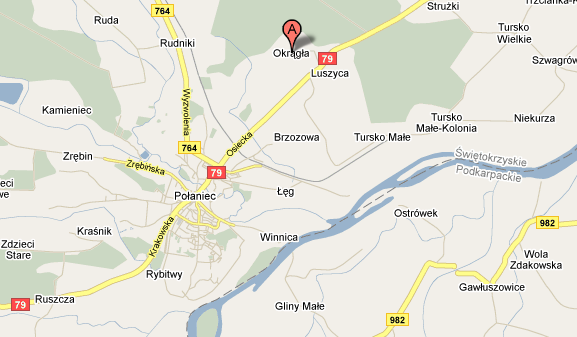 764
Strużki
Trzcianka-K
Ruda
Tursko
Wielkie
Rudniki
A
Okrągła
79
Szwagrów
Luszyca
Wyzwolenia
Kamieniec
Tursko
Małe-Kolonia
Niekurza
Osiecka
Brzozowa
Tursko Małe
764
Zrębin
Świętokrzyskie
Podkarpackie
Zrębińska
79
ieci
we
Połaniec
Łęg
Ostrówek
982
Kraśnik
Krakowska
Winnica
Zdzieci
Stare
Wola
Zdakowska
Rybitwy
Gawłuszowice
79
Ruszcza
Gliny Małe
982